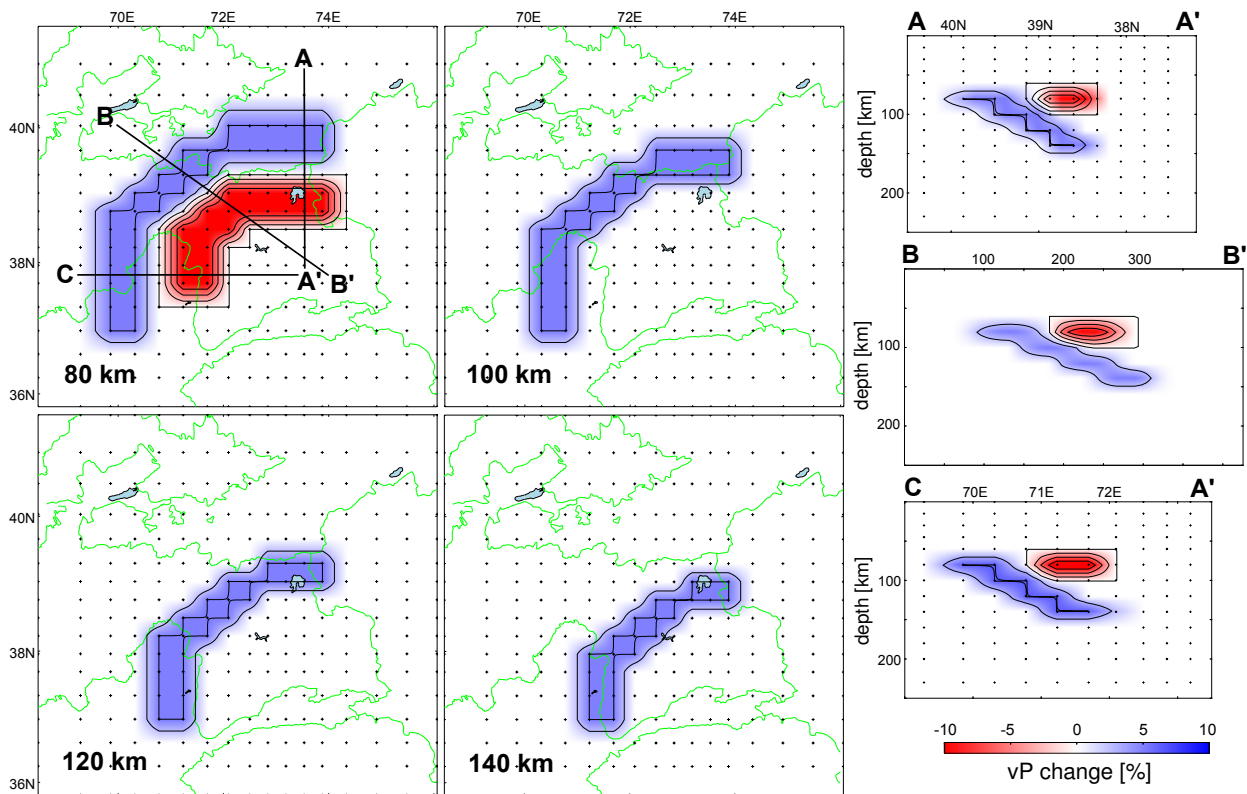 70E 72E 74E
70E 72E 74E
A
B
40N
C
A'
B'
38N
80 km
36N
100 km
40N
38N
120 km
36N
140 km
A A'
40N 39N 38N
depth [km]
100
200
B B'
100 200 300
depth [km]
100
200
C A'
70E 71E 72E
depth [km]
100
200
-10 -5 0 5 10
vP change [%]